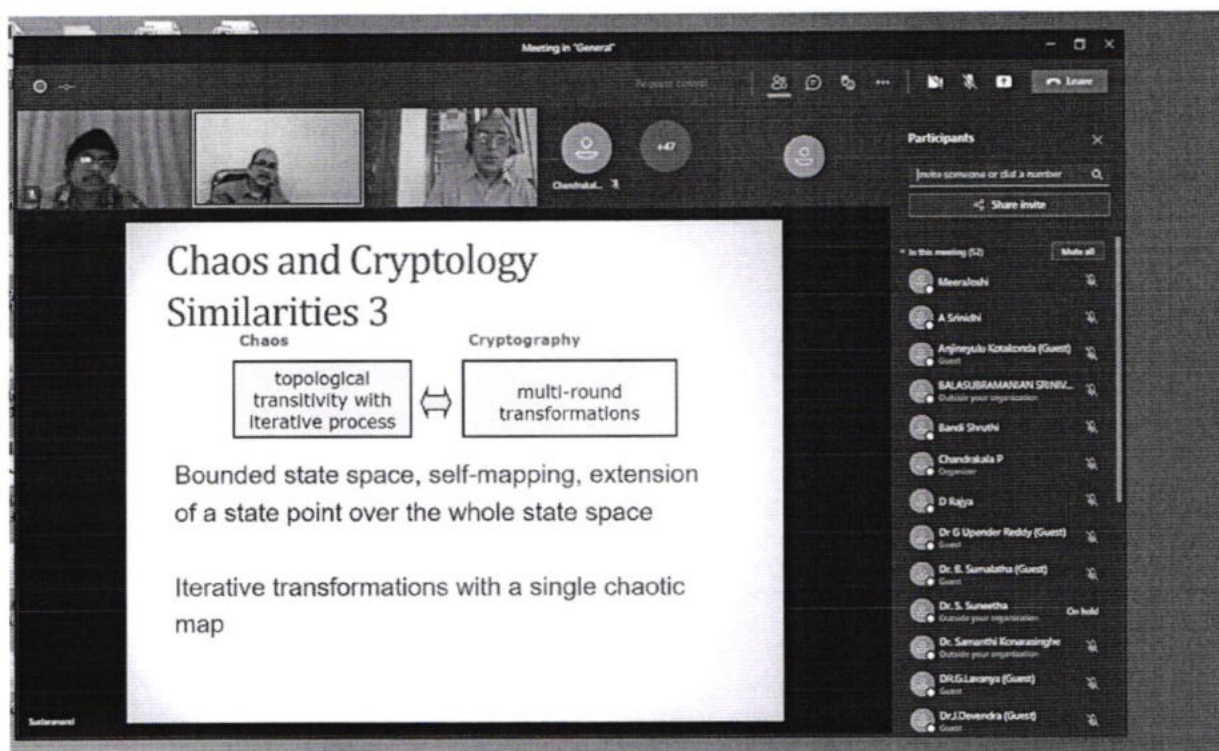 Meeting in "General"
Request control
Leave
Chandrakal...
+47
Participants
Invite someone or dial a number
Share invite
In this meeting (52)
Mute all
MeeraJoshi
A Srinidhi
Anjineyulu Kotakonda (Guest)
Guest
BALASUBRAMANIAN SRINIV...
Outside your organization
Bandi Shruthi
Chandrakala P
Organizer
D Rajya
Dr G Upender Reddy (Guest)
Guest
Dr. B. Sumalatha (Guest)
Guest
Dr. S. Suneetha
On hold
Outside your organization
Dr. Samanthi Konarasinghe
Outside your organization
DR.G.Lavanya (Guest)
Guest
Dr.J.Devendra (Guest)
Guest
Chaos and Cryptology
Similarities 3
Chaos
Cryptography
topological
transitivity with
iterative process
multi-round
transformations
Bounded state space, self-mapping, extension
of a state point over the whole state space
Iterative transformations with a single chaotic
map